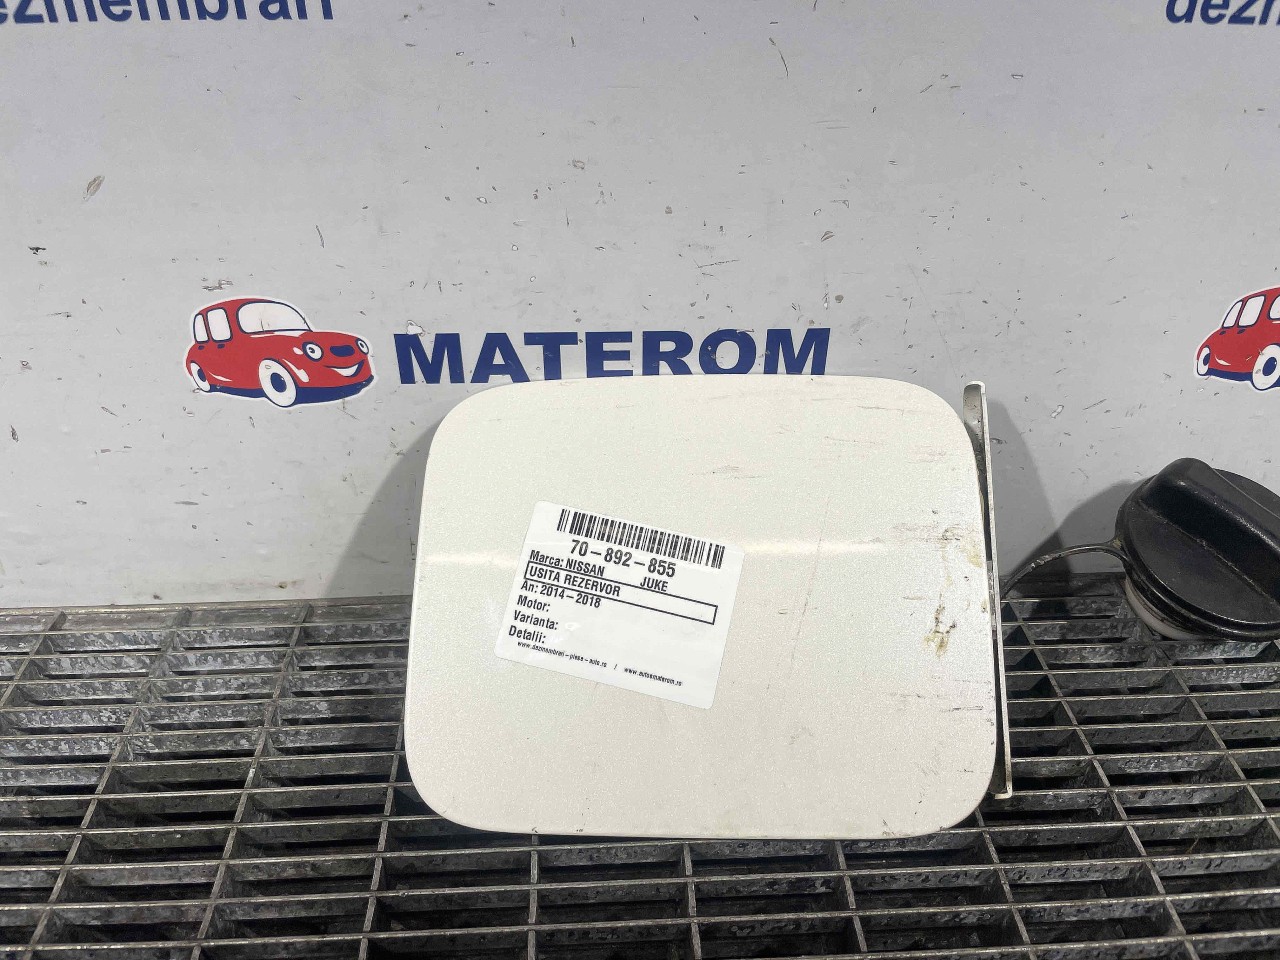 dezmembrari
dezm
MATEROM
70-892-855
Marca: NISSAN JUKE
USITA REZERVOR
An: 2014-2018
Motor:
Varianta:
Detalii:
www.dezmembrari-piese-auto.ro / www.autoematerom.ro